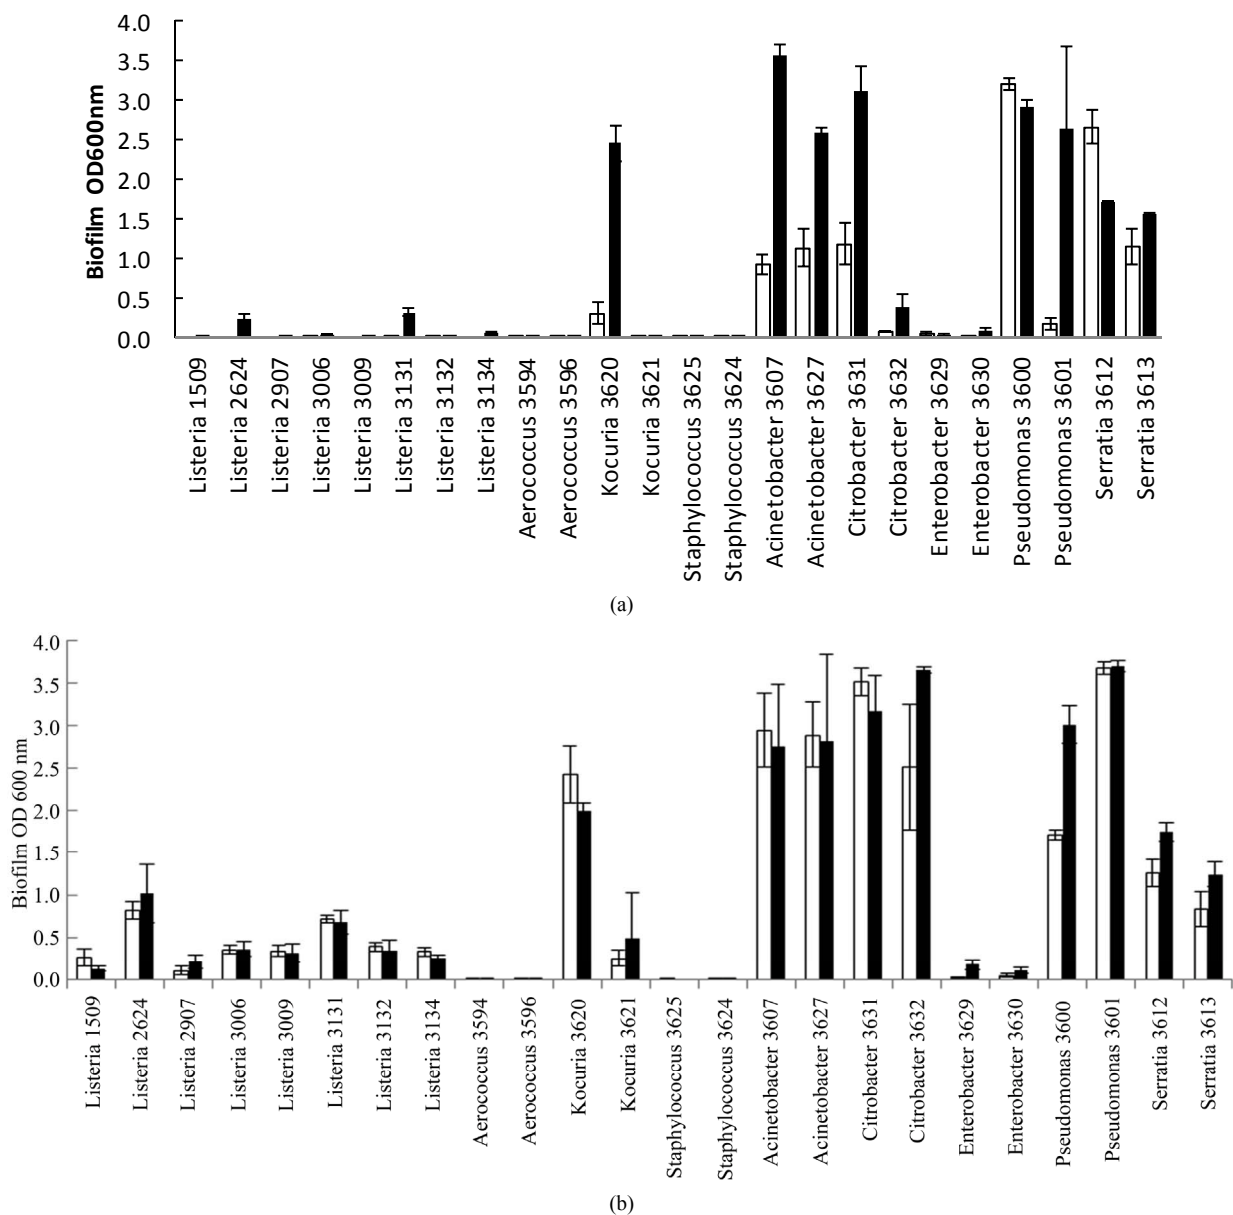 4.0
3.5
3.0
2.5
2.0
1.5
1.0
0.5
0.0
Biofilm OD600nm
Listeria 1509
Listeria 2624
Listeria 2907
Listeria 3006
Listeria 3009
Listeria 3131
Listeria 3132
Listeria 3134
Aerococcus 3594
Aerococcus 3596
Kocuria 3620
Kocuria 3621
Staphylococcus 3625
Staphylococcus 3624
Acinetobacter 3607
Acinetobacter 3627
Citrobacter 3631
Citrobacter 3632
Enterobacter 3629
Enterobacter 3630
Pseudomonas 3600
Pseudomonas 3601
Serratia 3612
Serratia 3613
(a)
4.0
3.5
3.0
2.5
2.0
1.5
1.0
0.5
0.0
Biofilm OD 600 nm
Listeria 1509
Listeria 2624
Listeria 2907
Listeria 3006
Listeria 3009
Listeria 3131
Listeria 3132
Listeria 3134
Aerococcus 3594
Aerococcus 3596
Kocuria 3620
Kocuria 3621
Staphylococcus 3625
Staphylococcus 3624
Acinetobacter 3607
Acinetobacter 3627
Citrobacter 3631
Citrobacter 3632
Enterobacter 3629
Enterobacter 3630
Pseudomonas 3600
Pseudomonas 3601
Serratia 3612
Serratia 3613
(b)